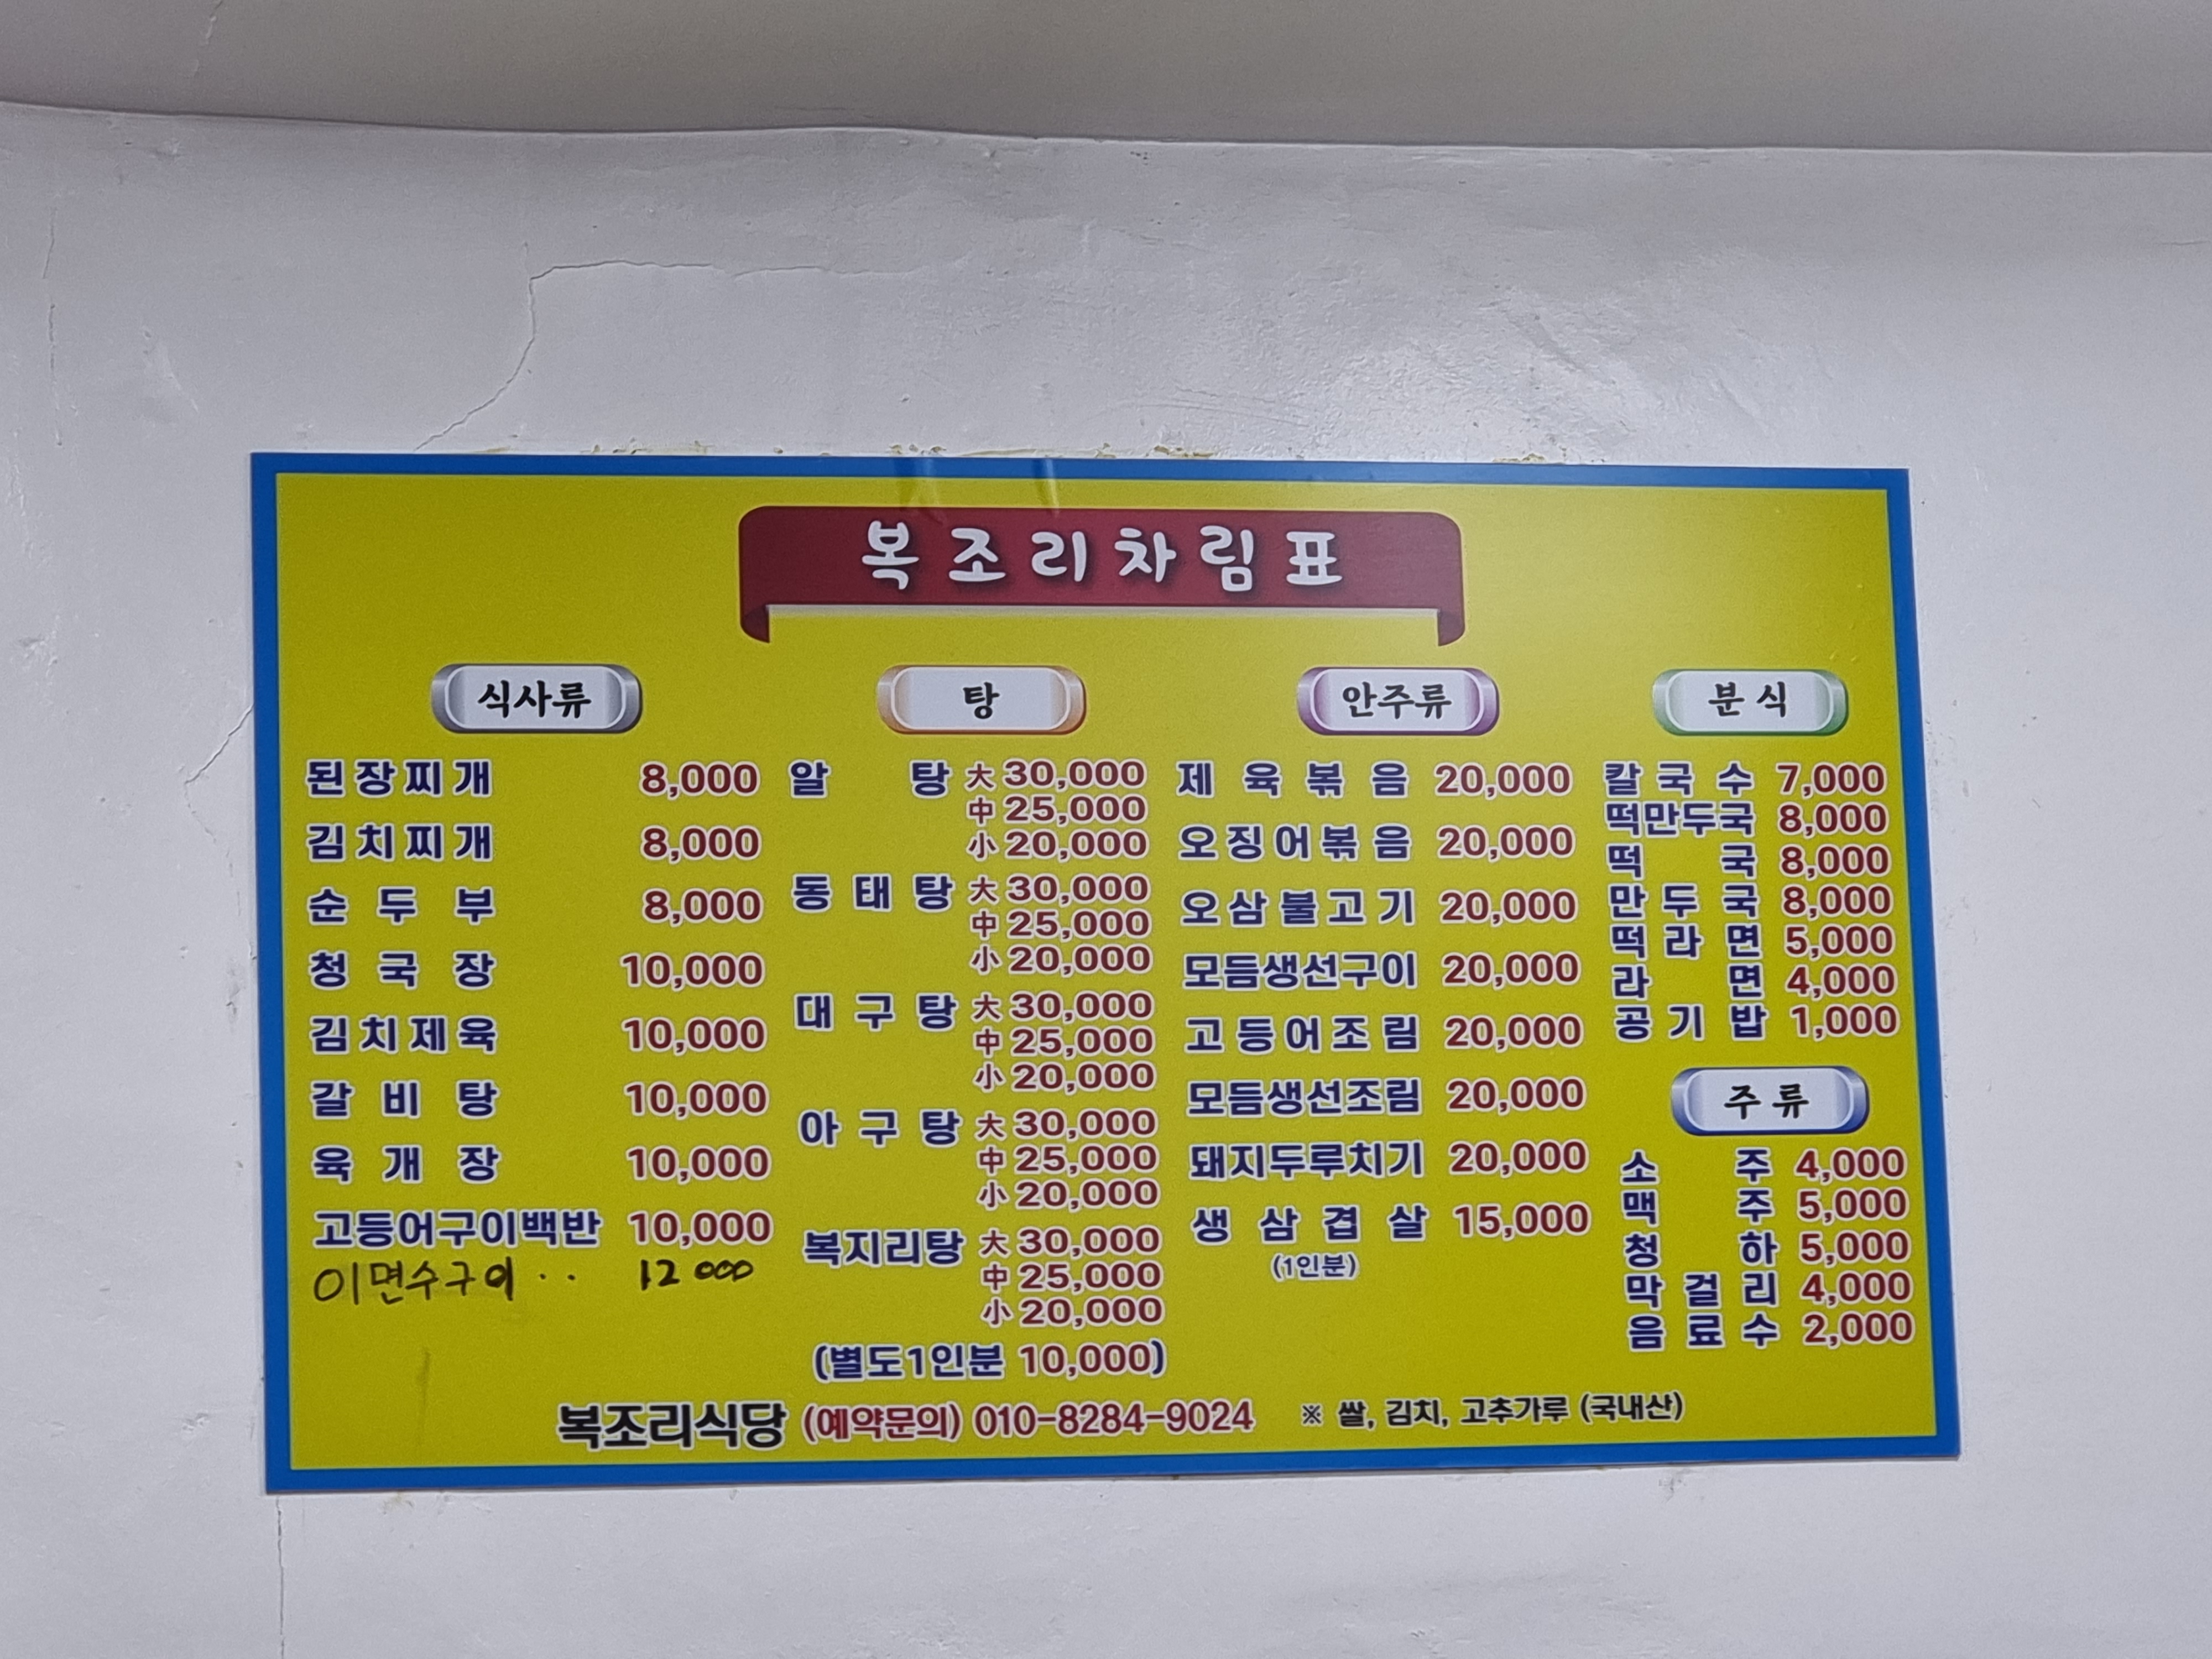 복조리차림표
식사류
된장찌개 8,000
김치찌개 8,000
순두부 8,000
청국장 10,000
김치제육 10,000
갈비탕 10,000
육개장 10,000
고등어구이백반 10,000
이면수구이 ·· 12 000
탕
알탕 大 30,000
中 25,000
小 20,000
동태탕 大 30,000
中 25,000
小 20,000
대구탕 大 30,000
中 25,000
小 20,000
아구탕 大 30,000
中 25,000
小 20,000
복지리탕 大 30,000
中 25,000
小 20,000
(별도1인분 10,000)
안주류
제육볶음 20,000
오징어볶음 20,000
오삼불고기 20,000
모듬생선구이 20,000
고등어조림 20,000
모듬생선조림 20,000
돼지두루치기 20,000
생삼겹살 15,000
(1인분)
분식
칼국수 7,000
떡만두국 8,000
떡국 8,000
만두국 8,000
떡라면 5,000
라면 4,000
공기밥 1,000
주류
소주 4,000
맥주 5,000
청하 5,000
막걸리 4,000
음료수 2,000
복조리식당 (예약문의) 010-8284-9024 ※ 쌀, 김치, 고추가루 (국내산)